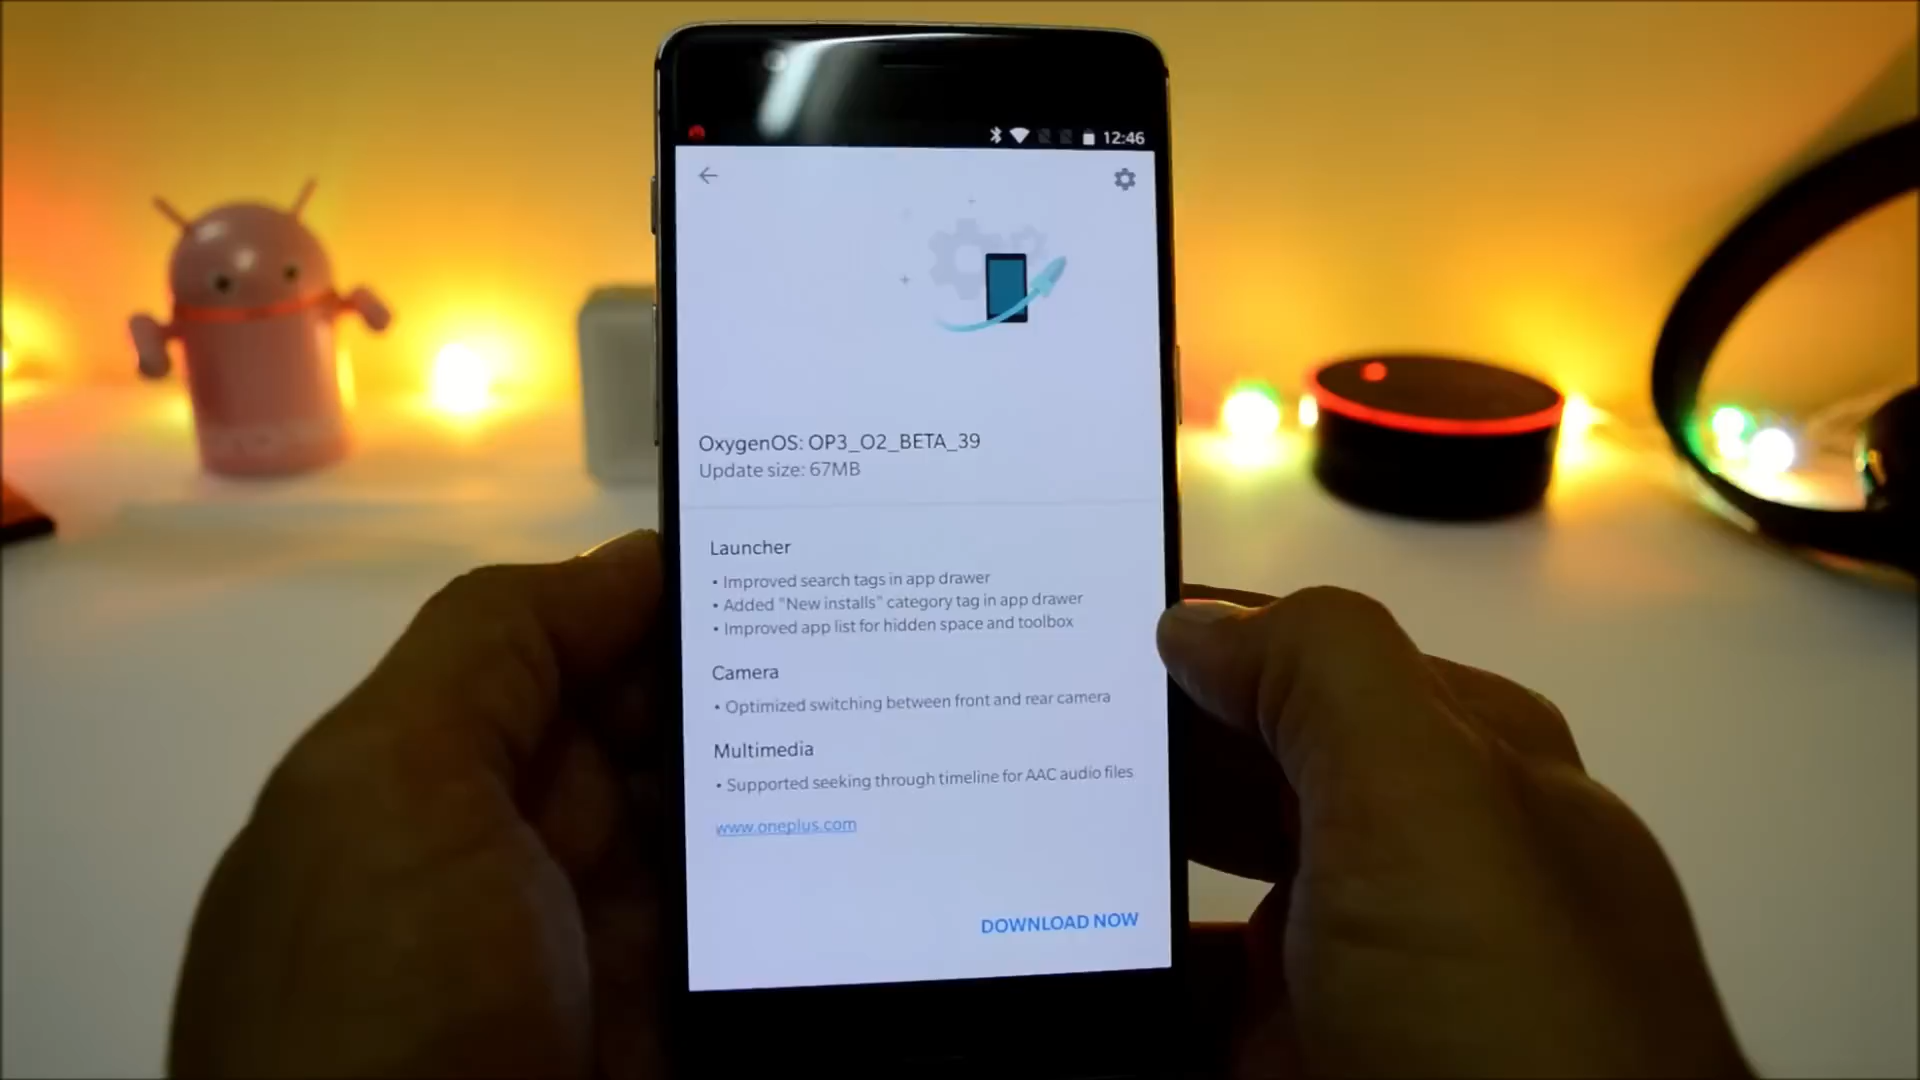 12:46
OxygenOS: OP3_O2_BETA_39
Update size: 67MB
Launcher
• Improved search tags in app drawer
• Added "New installs" category tag in app drawer
• Improved app list for hidden space and toolbox
Camera
• Optimized switching between front and rear camera
Multimedia
• Supported seeking through timeline for AAC audio files
www.oneplus.com
DOWNLOAD NOW